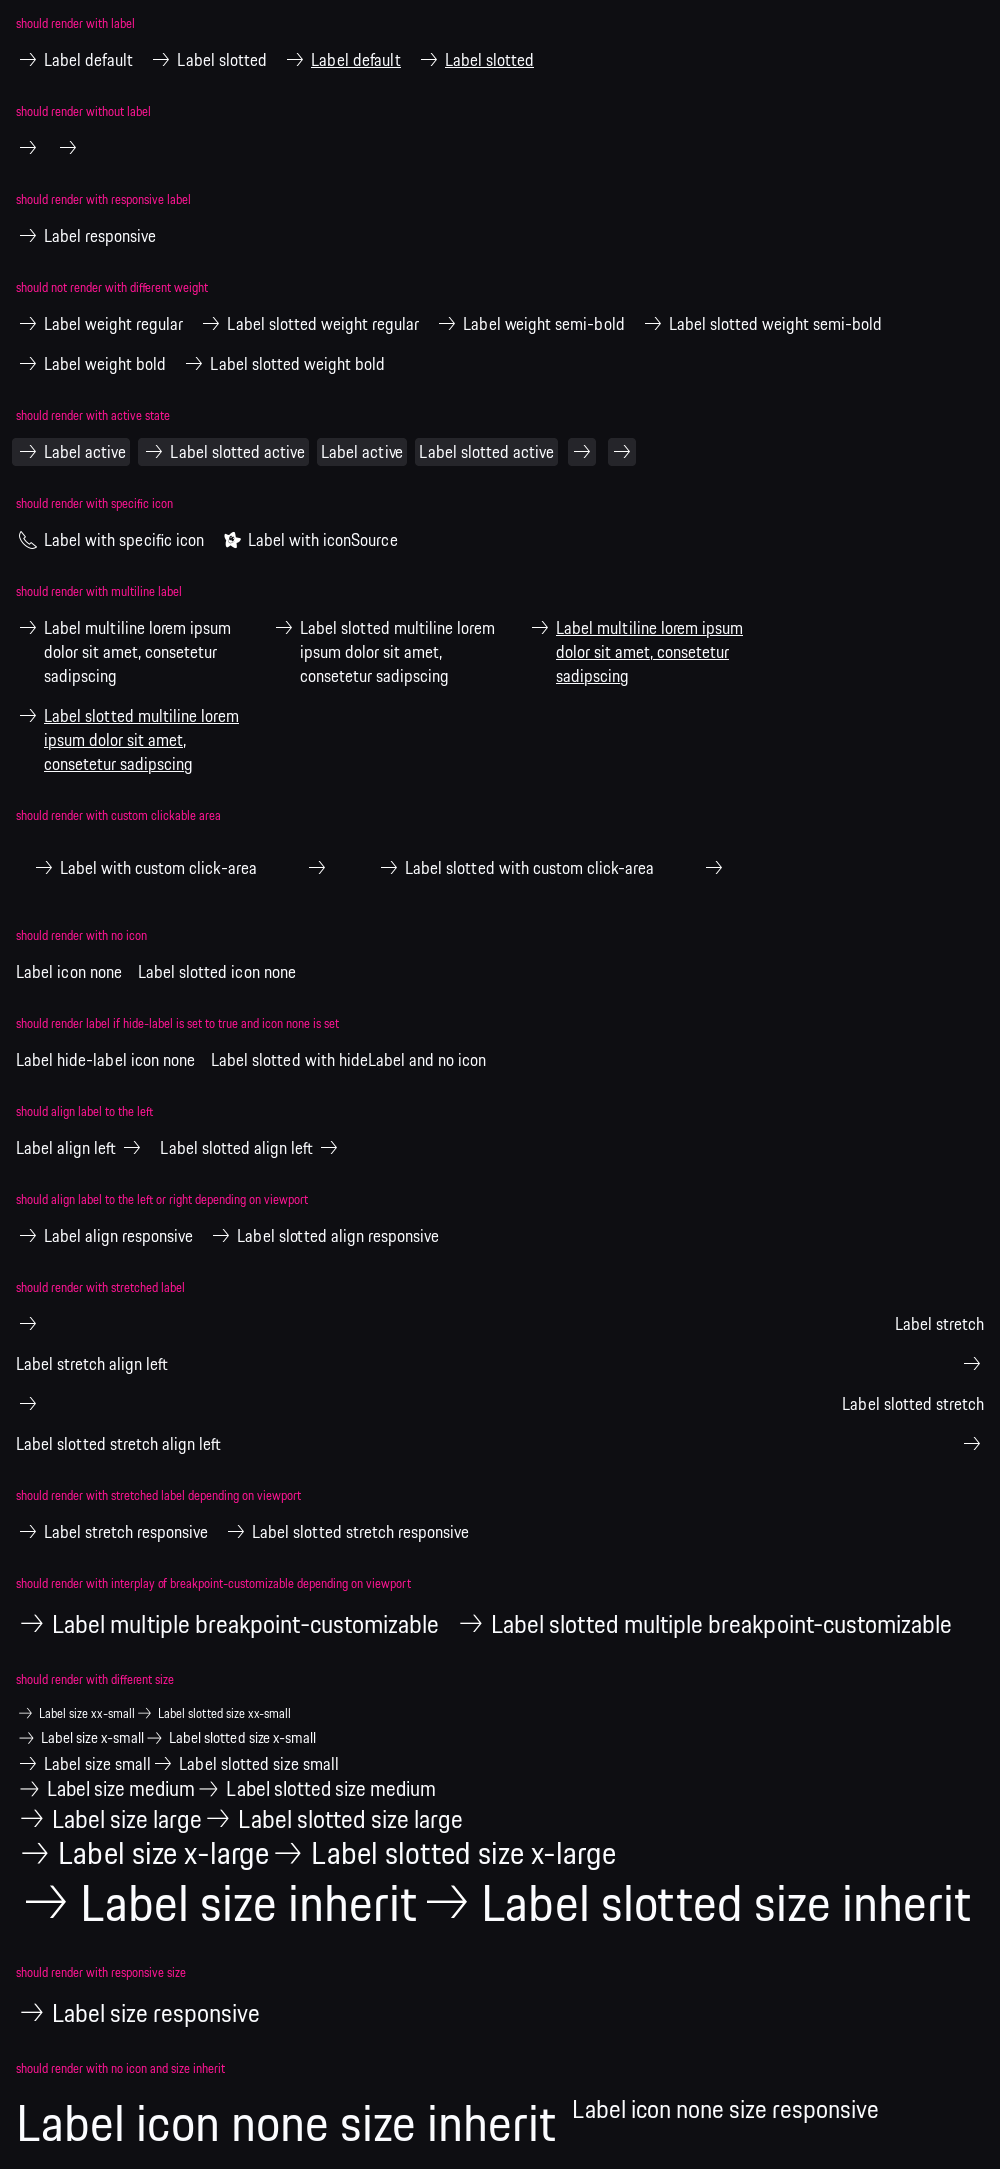 should render with label
Label default Label slotted Label default Label slotted
should render without label
should render with responsive label
Label responsive
should not render with different weight
Label weight regular Label slotted weight regular Label weight semi-bold Label slotted weight semi-bold
Label weight bold Label slotted weight bold
should render with active state
Label active Label slotted active Label active Label slotted active
should render with specific icon
Label with specific icon Label with iconSource
should render with multiline label
Label multiline lorem ipsum
dolor sit amet, consetetur
sadipscing
Label slotted multiline lorem
ipsum dolor sit amet,
consetetur sadipscing
Label multiline lorem ipsum
dolor sit amet, consetetur
sadipscing
Label slotted multiline lorem
ipsum dolor sit amet,
consetetur sadipscing
should render with custom clickable area
Label with custom click-area Label slotted with custom click-area
should render with no icon
Label icon none Label slotted icon none
should render label if hide-label is set to true and icon none is set
Label hide-label icon none Label slotted with hideLabel and no icon
should align label to the left
Label align left Label slotted align left
should align label to the left or right depending on viewport
Label align responsive Label slotted align responsive
should render with stretched label
Label stretch
Label stretch align left
Label slotted stretch
Label slotted stretch align left
should render with stretched label depending on viewport
Label stretch responsive Label slotted stretch responsive
should render with interplay of breakpoint-customizable depending on viewport
Label multiple breakpoint-customizable Label slotted multiple breakpoint-customizable
should render with different size
Label size xx-small Label slotted size xx-small
Label size x-small Label slotted size x-small
Label size small Label slotted size small
Label size medium Label slotted size medium
Label size large Label slotted size large
Label size x-large Label slotted size x-large
Label size inherit Label slotted size inherit
should render with responsive size
Label size responsive
should render with no icon and size inherit
Label icon none size inherit Label icon none size responsive